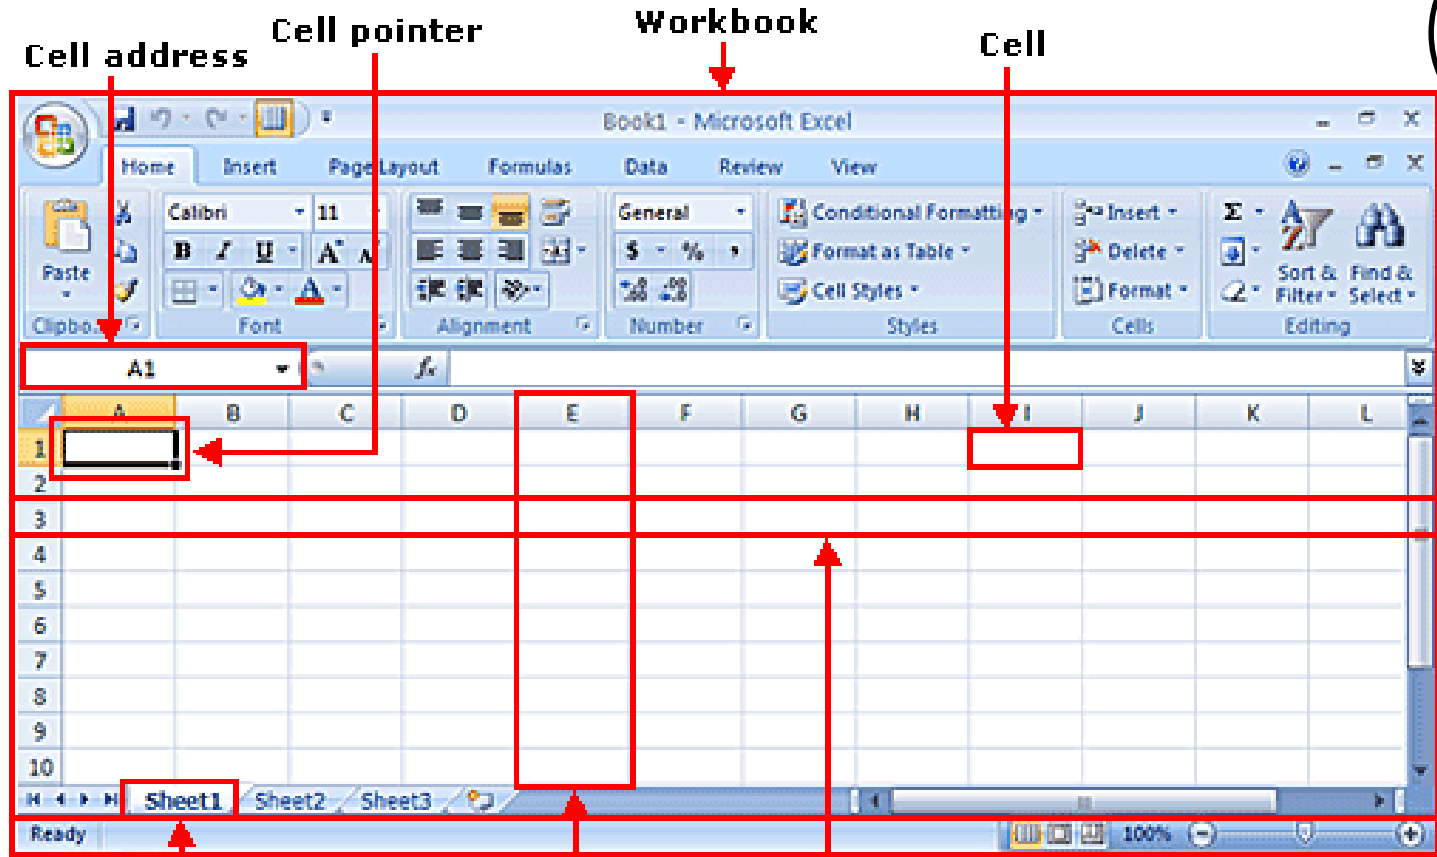 Workbook
Cell pointer
Cell
Cell address
Book1 - Microsoft Excel
Home Insert Page Layout Formulas Data Review View
Calibri 11 General Conditional Formatting Insert Σ
Paste B I U A A $ % , Format as Table Delete Sort & Filter Find & Select
A Cell Styles Format
Clipbo... Font Alignment Number Styles Cells Editing
A1 fx
A B C D E F G H I J K L
1
2
3
4
5
6
7
8
9
10
Sheet1 Sheet2 Sheet3
Ready 100%